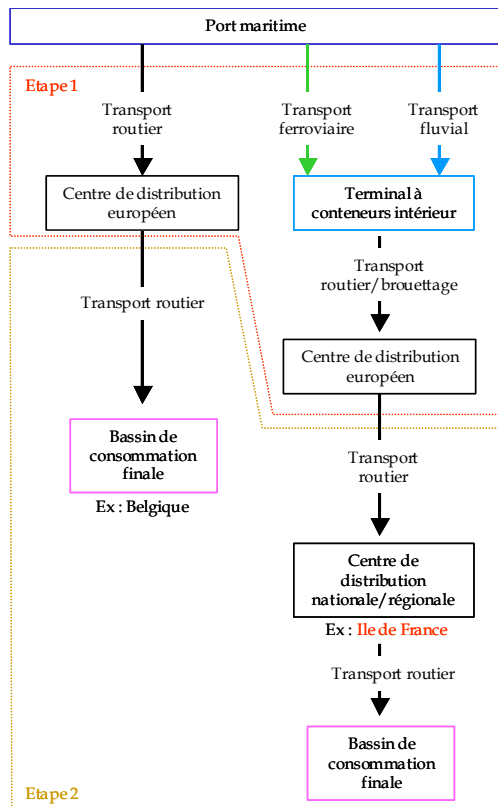 Port maritime
Etape 1
Transport
routier
Transport
ferroviaire
Transport
fluvial
Centre de distribution
européen
Terminal à
conteneurs intérieur
Transport
routier/brouettage
Transport routier
Centre de distribution
européen
Bassin de
consommation
finale
Ex : Belgique
Transport
routier
Centre de
distribution
nationale/régionale
Ex : Ile de France
Transport routier
Bassin de
consommation
finale
Etape 2